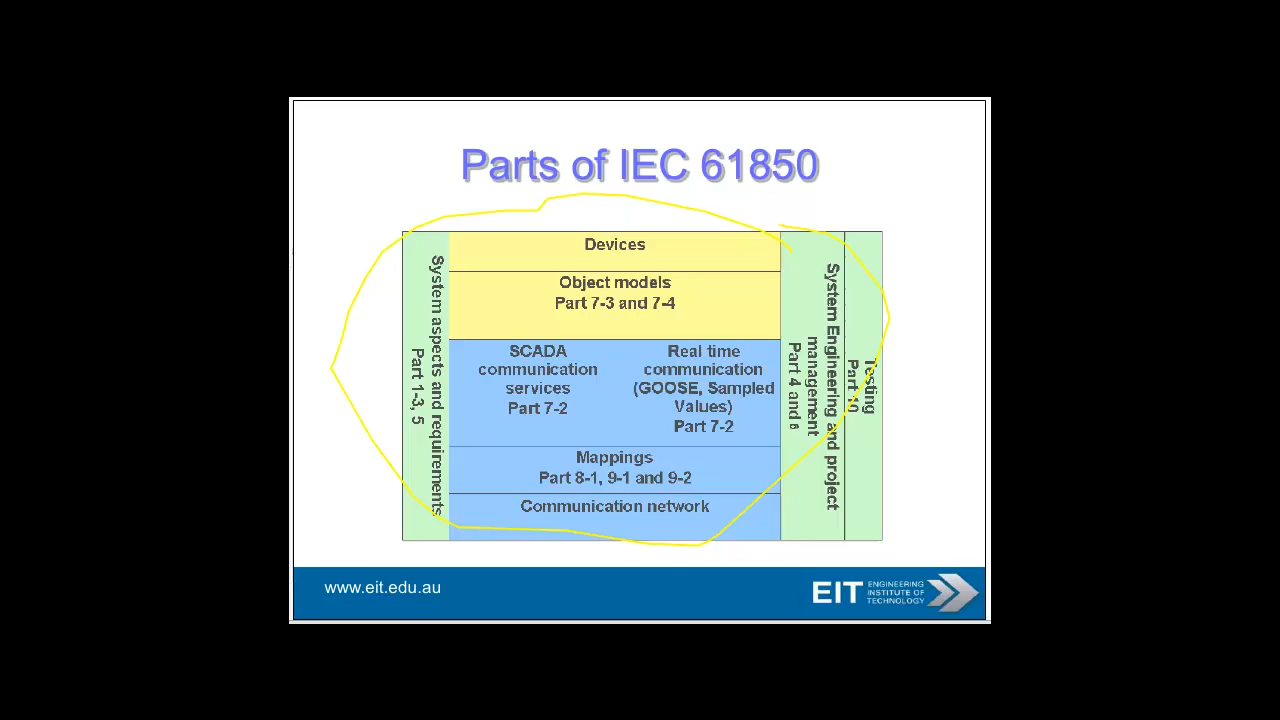 Parts of IEC 61850
System aspects and requirements
Part 1-3, 5
Devices
Object models
Part 7-3 and 7-4
SCADA
communication
services
Part 7-2
Real time
communication
(GOOSE, Sampled
Values)
Part 7-2
Mappings
Part 8-1, 9-1 and 9-2
Communication network
System Engineering and project
management
Part 4 and 6
Testing
Part 10
www.eit.edu.au
EIT
ENGINEERING
INSTITUTE OF
TECHNOLOGY